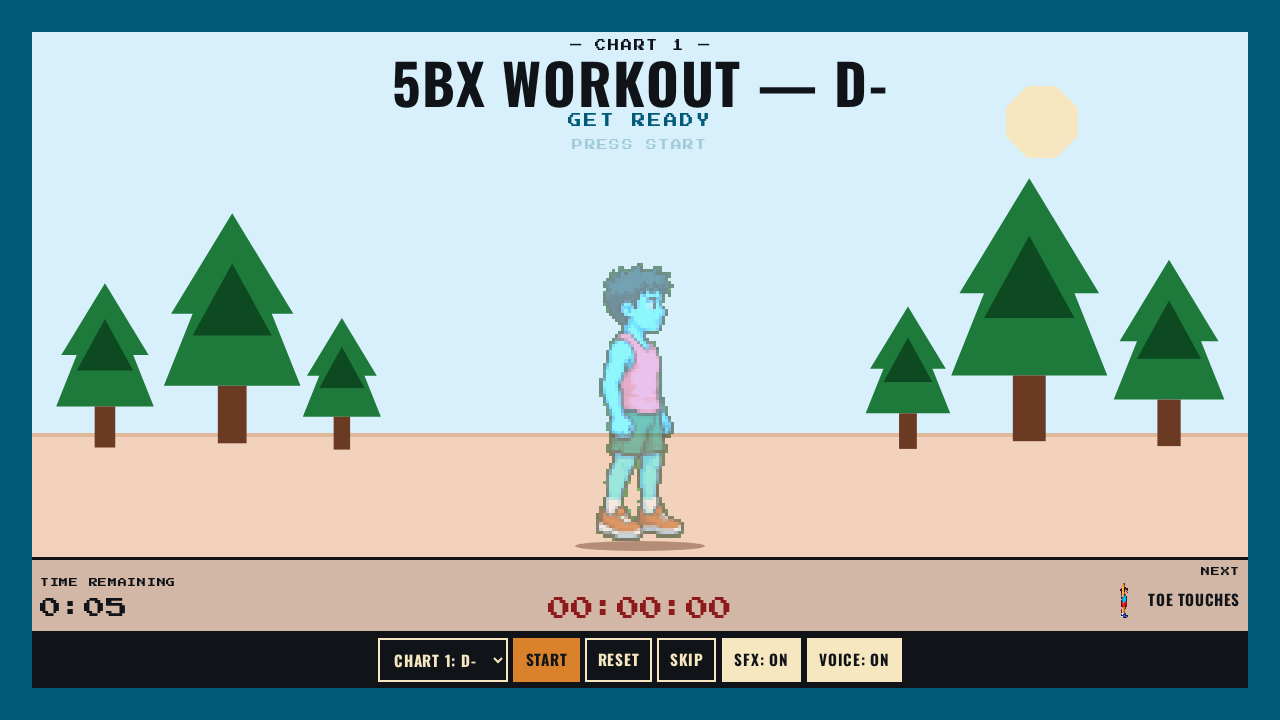 — CHART 1 —
5BX WORKOUT — D-
GET READY
PRESS START
TIME REMAINING
0:05
00:00:00
NEXT
TOE TOUCHES
CHART 1: D-
START
RESET
SKIP
SFX: ON
VOICE: ON